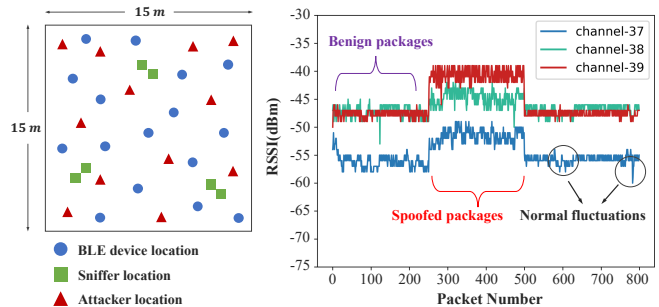 15 m
15 m
BLE device location
Sniffer location
Attacker location
-30
-35
-40
-45
-50
-55
-60
-65
-70
-75
RSSI(dBm)
Benign packages
channel-37
channel-38
channel-39
Spoofed packages
Normal fluctuations
0 100 200 300 400 500 600 700 800
Packet Number